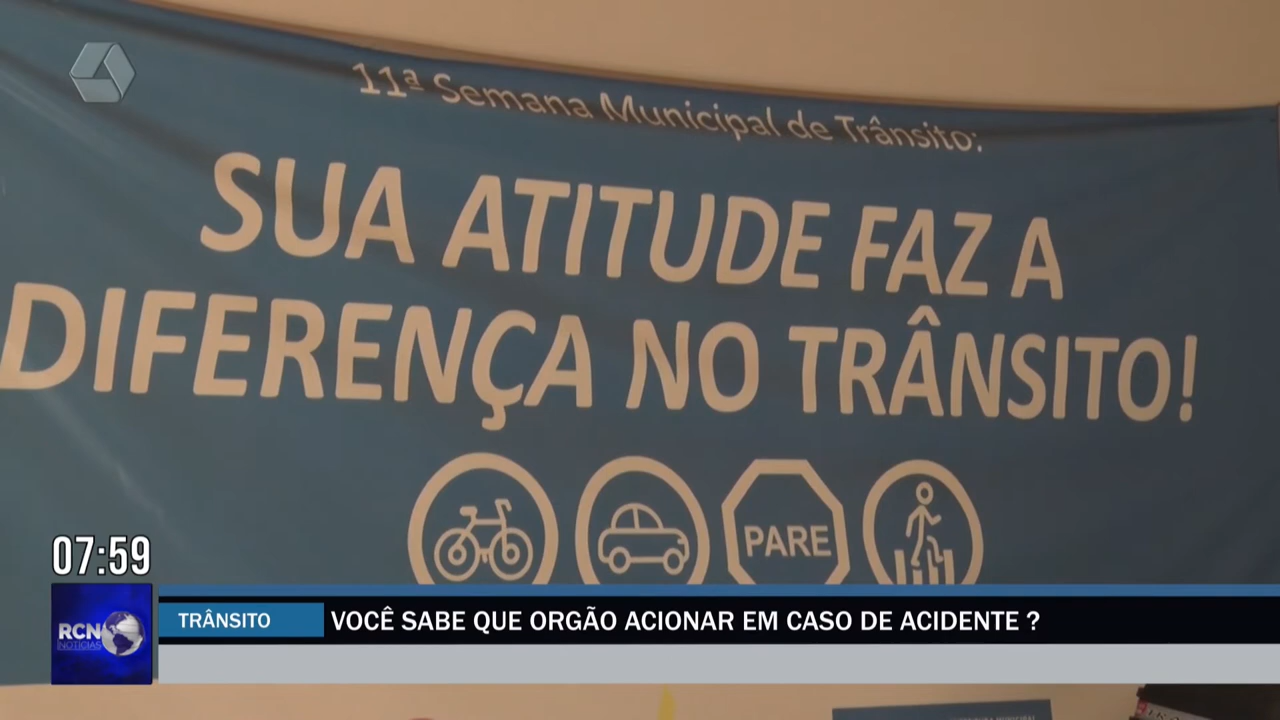 11ª Semana Municipal de Trânsito:
SUA ATITUDE FAZ A
DIFERENÇA NO TRÂNSITO!
PARE
07:59
RCN
NOTÍCIAS
TRÂNSITO
VOCÊ SABE QUE ORGÃO ACIONAR EM CASO DE ACIDENTE ?